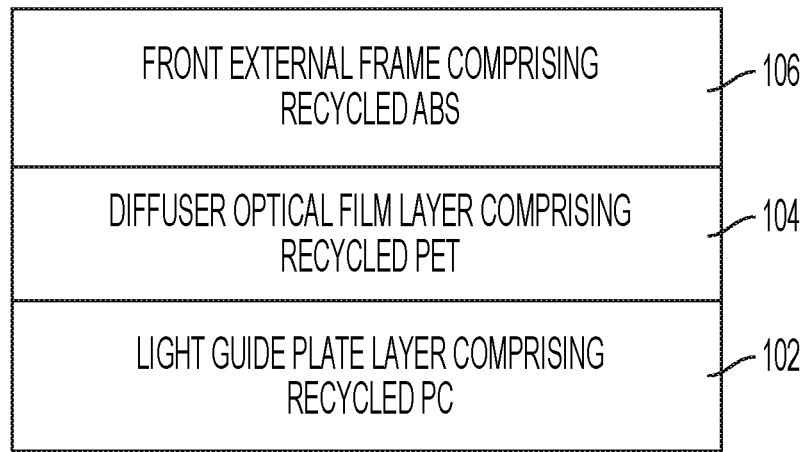 FRONT EXTERNAL FRAME COMPRISING
RECYCLED ABS
106
DIFFUSER OPTICAL FILM LAYER COMPRISING
RECYCLED PET
104
LIGHT GUIDE PLATE LAYER COMPRISING
RECYCLED PC
102